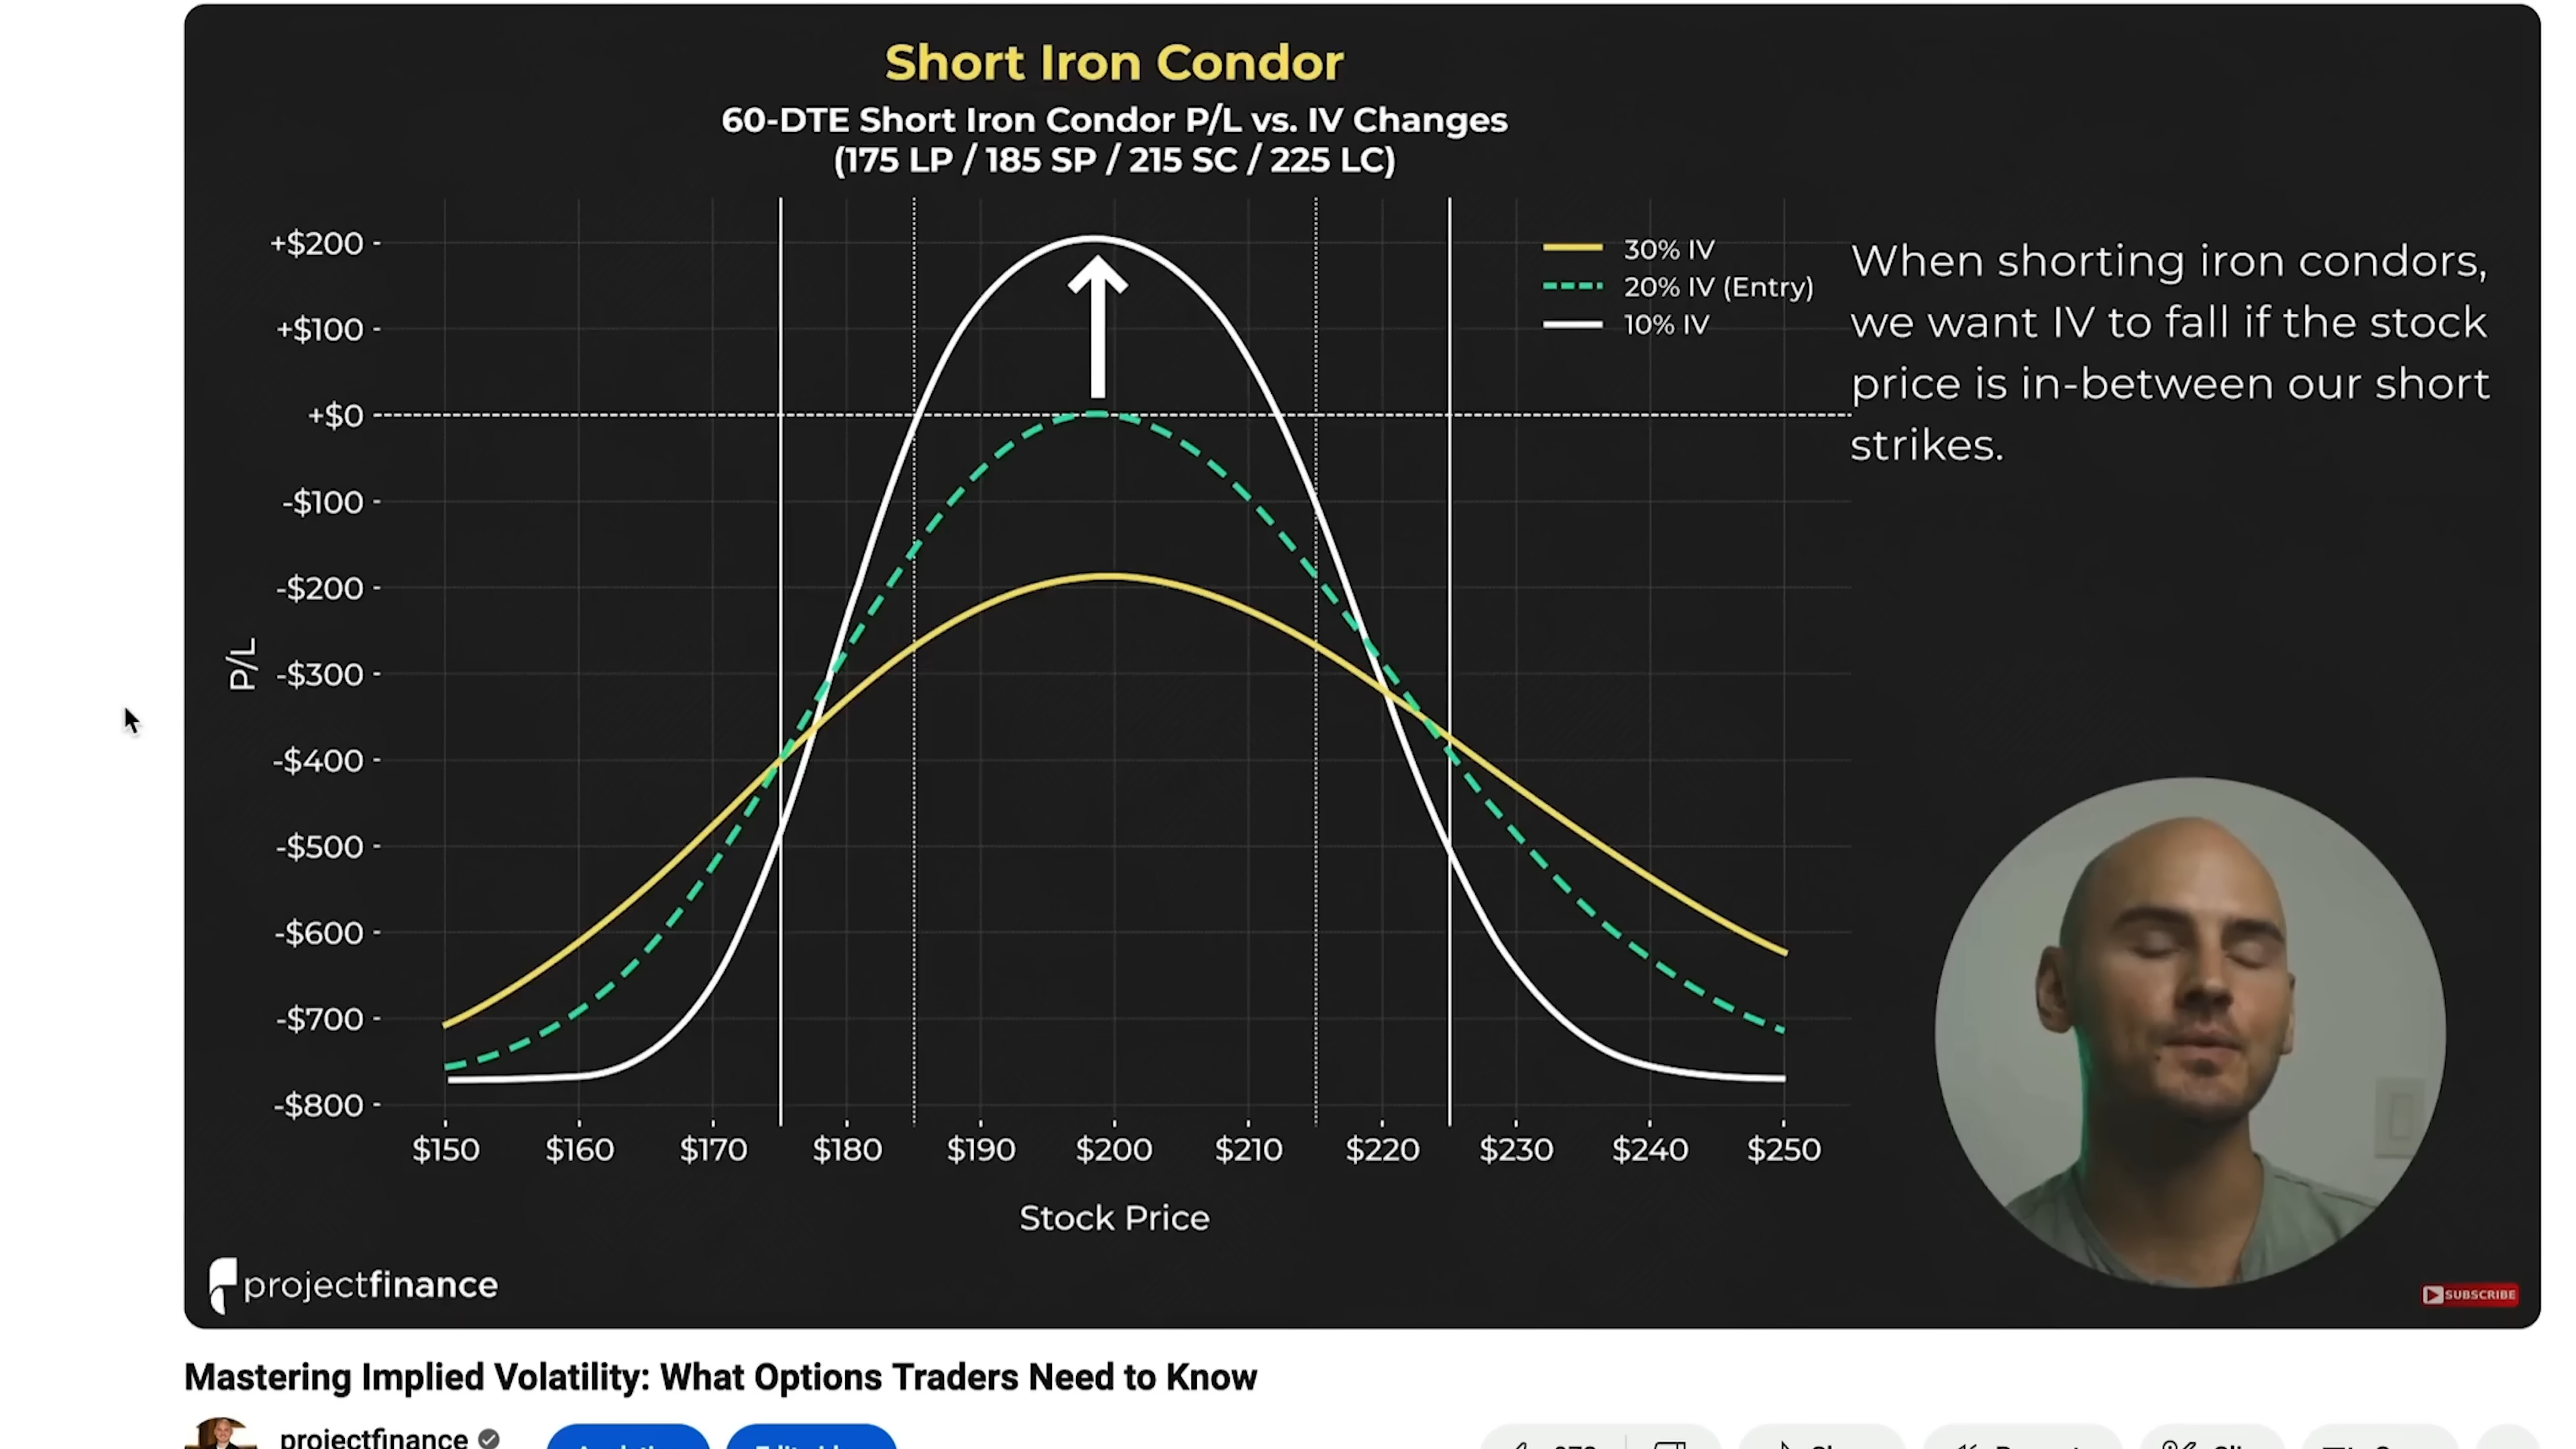 Short Iron Condor
60-DTE Short Iron Condor P/L vs. IV Changes
(175 LP / 185 SP / 215 SC / 225 LC)
+$200
+$100
+$0
-$100
-$200
-$300
-$400
-$500
-$600
-$700
-$800
P/L
30% IV
20% IV (Entry)
10% IV
When shorting iron condors,
we want IV to fall if the stock
price is in-between our short
strikes.
$150 $160 $170 $180 $190 $200 $210 $220 $230 $240 $250
Stock Price
projectfinance
SUBSCRIBE
Mastering Implied Volatility: What Options Traders Need to Know
projectfinance